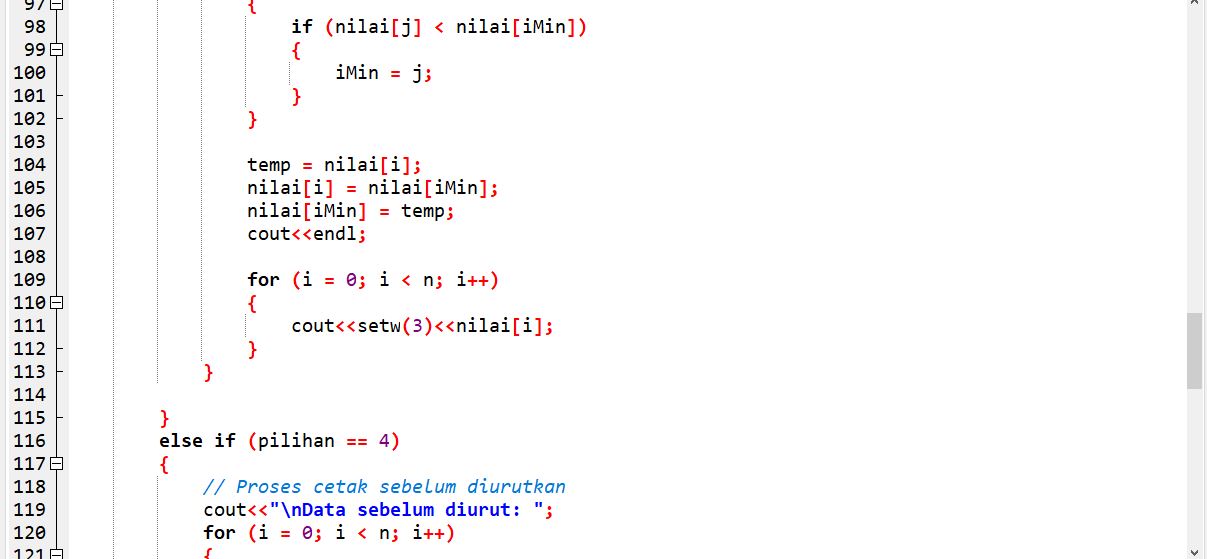 97 {
98 if (nilai[j] < nilai[iMin])
99 {
100 iMin = j;
101 }
102 }
103
104 temp = nilai[i];
105 nilai[i] = nilai[iMin];
106 nilai[iMin] = temp;
107 cout<<endl;
108
109 for (i = 0; i < n; i++)
110 {
111 cout<<setw(3)<<nilai[i];
112 }
113 }
114
115 }
116 else if (pilihan == 4)
117 {
118 // Proses cetak sebelum diurutkan
119 cout<<"\nData sebelum diurut: ";
120 for (i = 0; i < n; i++)
121 {